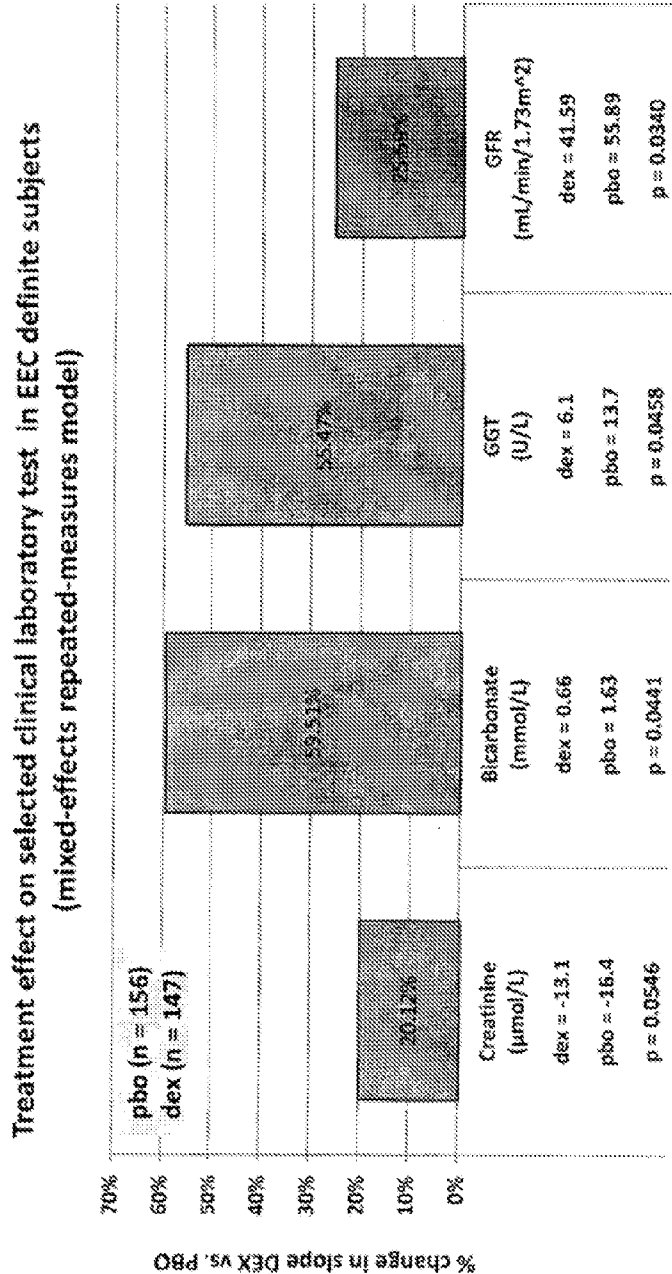 Treatment effect on selected clinical laboratory test in EEC definite subjects
(mixed-effects repeated-measures model)
% change in slope DEX vs. PBO
70%
60%
50%
40%
30%
20%
10%
0%
pbo (n = 156)
dex (n = 147)
20.12%
59.51%
55.47%
Creatinine
(µmol/L)
dex = -13.1
pbo = -16.4
p = 0.0546
Bicarbonate
(mmol/L)
dex = 0.66
pbo = 1.63
p = 0.0441
GGT
(U/L)
dex = 6.1
pbo = 13.7
p = 0.0458
GFR
(mL/min/1.73m^2)
dex = 41.59
pbo = 55.89
p = 0.0340